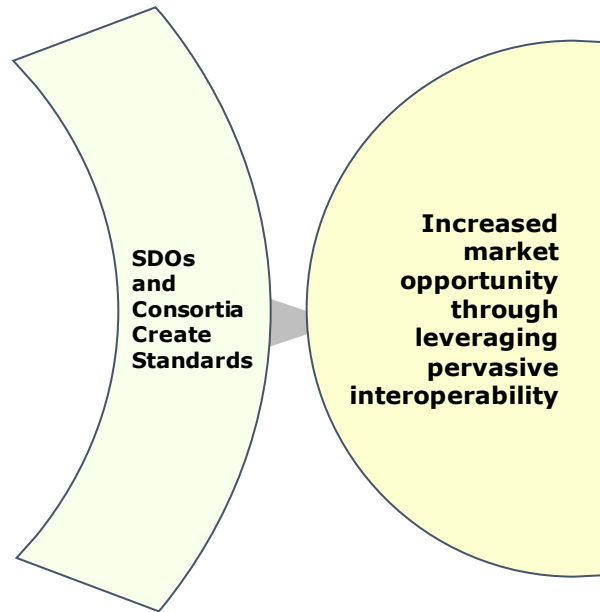 SDOs
and
Consortia
Create
Standards
Increased
market
opportunity
through
leveraging
pervasive
interoperability